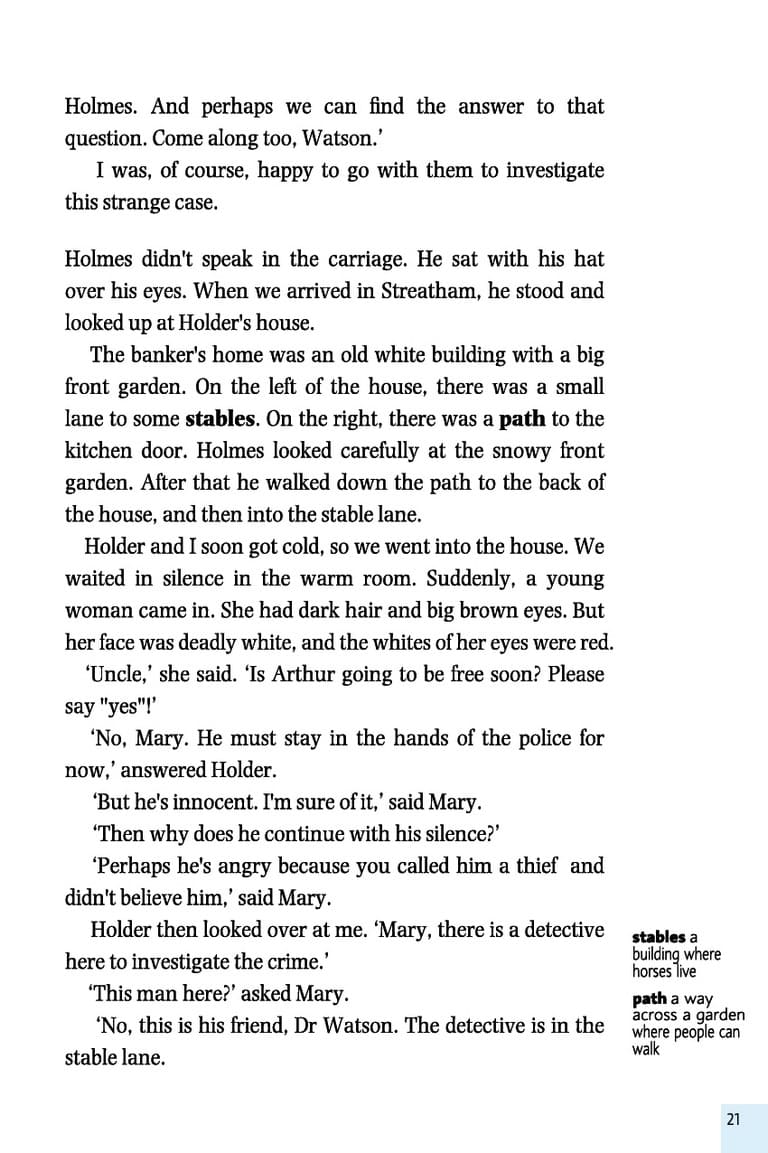 Holmes. And perhaps we can find the answer to that
question. Come along too, Watson.’
I was, of course, happy to go with them to investigate
this strange case.
Holmes didn't speak in the carriage. He sat with his hat
over his eyes. When we arrived in Streatham, he stood and
looked up at Holder's house.
The banker's home was an old white building with a big
front garden. On the left of the house, there was a small
lane to some stables. On the right, there was a path to the
kitchen door. Holmes looked carefully at the snowy front
garden. After that he walked down the path to the back of
the house, and then into the stable lane.
Holder and I soon got cold, so we went into the house. We
waited in silence in the warm room. Suddenly, a young
woman came in. She had dark hair and big brown eyes. But
her face was deadly white, and the whites of her eyes were red.
‘Uncle,’ she said. ‘Is Arthur going to be free soon? Please
say "yes"!’
‘No, Mary. He must stay in the hands of the police for
now,’ answered Holder.
‘But he's innocent. I'm sure of it,’ said Mary.
‘Then why does he continue with his silence?’
‘Perhaps he's angry because you called him a thief and
didn't believe him,’ said Mary.
Holder then looked over at me. ‘Mary, there is a detective
here to investigate the crime.’
‘This man here?’ asked Mary.
‘No, this is his friend, Dr Watson. The detective is in the
stable lane.
stables a
building where
horses live
path a way
across a garden
where people can
walk
21